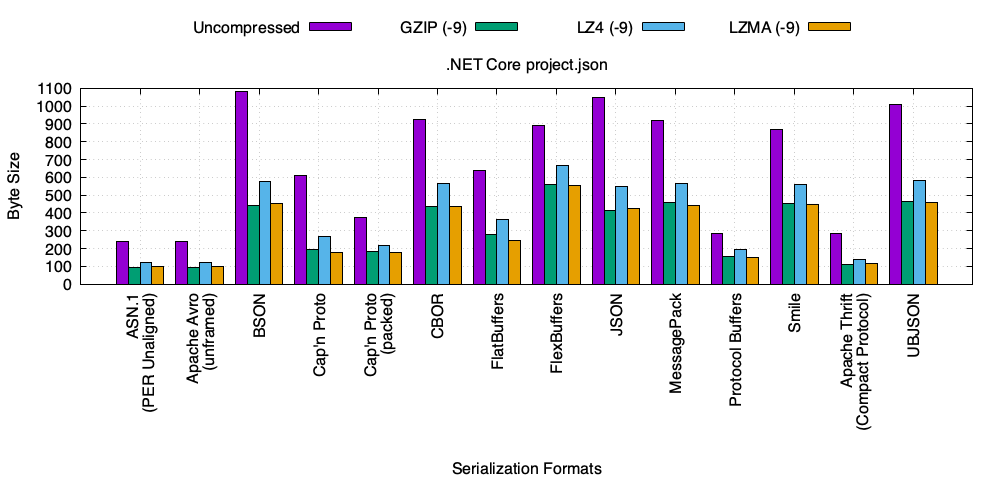 Uncompressed GZIP (-9) LZ4 (-9) LZMA (-9)
.NET Core project.json
Byte Size
1100
1000
900
800
700
600
500
400
300
200
100
0
ASN.1
(PER Unaligned)
Apache Avro
(unframed)
BSON
Cap'n Proto
Cap'n Proto
(packed)
CBOR
FlatBuffers
FlexBuffers
JSON
MessagePack
Protocol Buffers
Smile
Apache Thrift
(Compact Protocol)
UBJSON
Serialization Formats